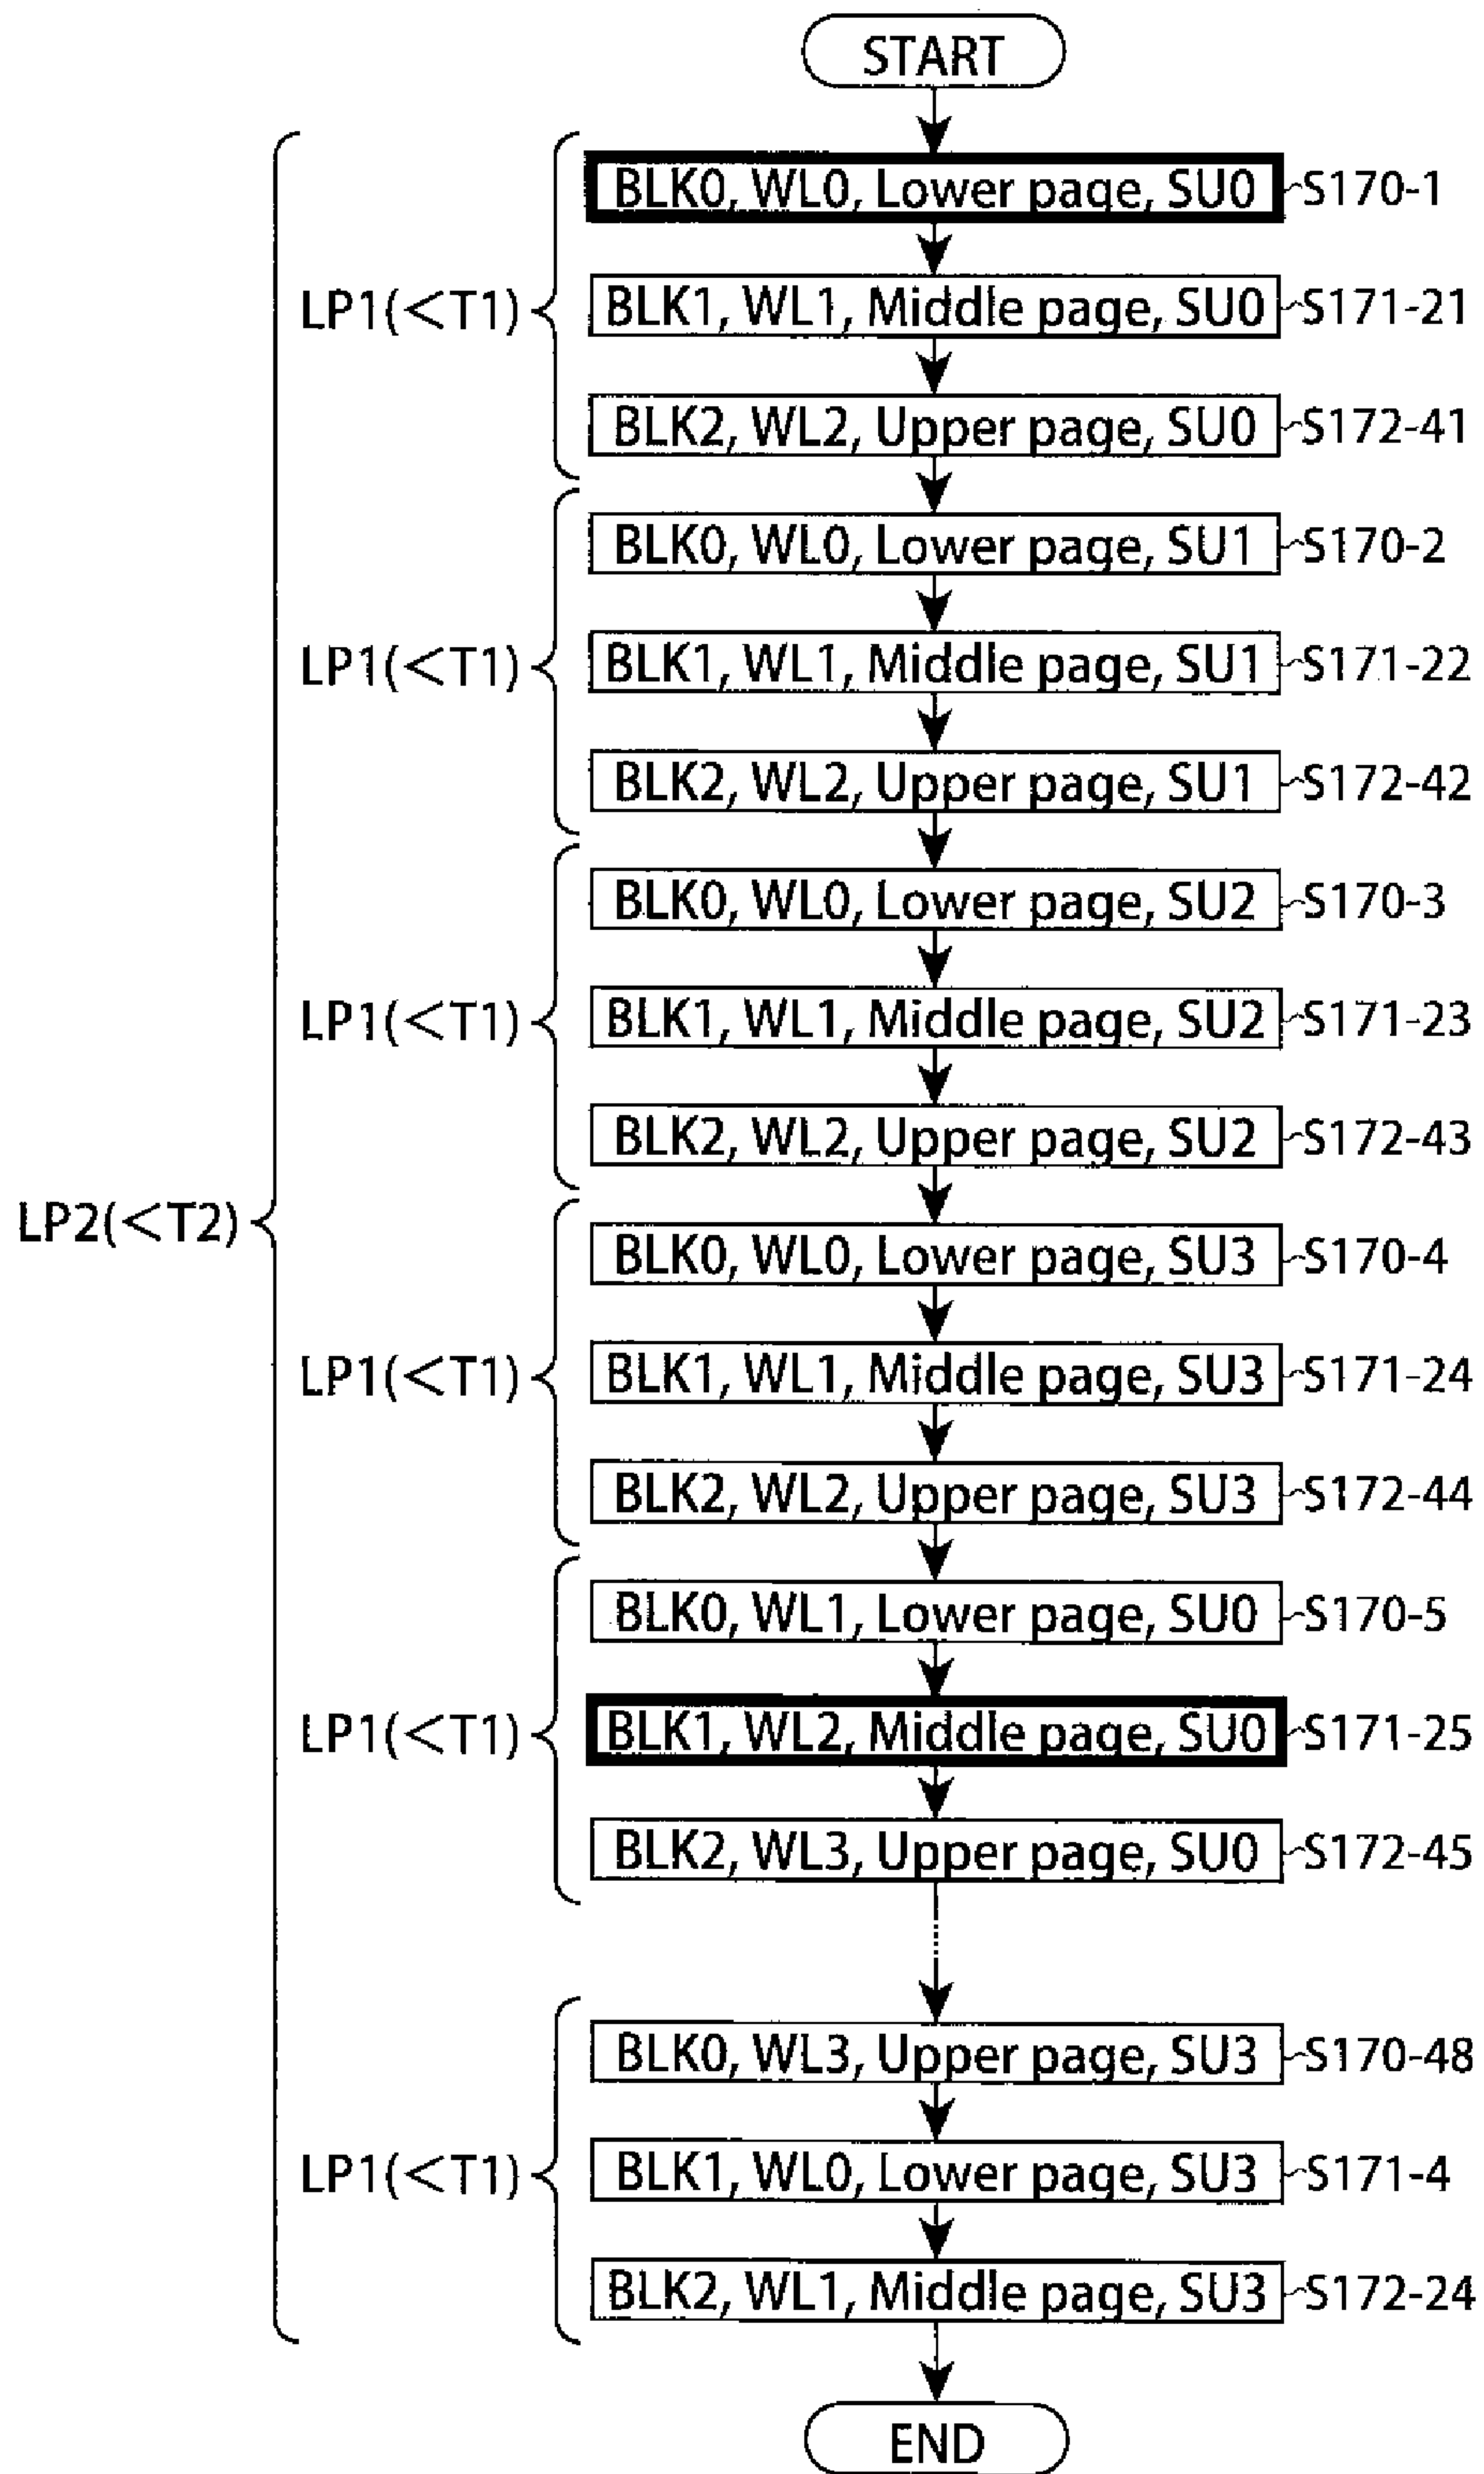 START
BLK0, WL0, Lower page, SU0 S170-1
LP1(<T1) BLK1, WL1, Middle page, SU0 S171-21
BLK2, WL2, Upper page, SU0 S172-41
BLK0, WL0, Lower page, SU1 S170-2
LP1(<T1) BLK1, WL1, Middle page, SU1 S171-22
BLK2, WL2, Upper page, SU1 S172-42
BLK0, WL0, Lower page, SU2 S170-3
LP1(<T1) BLK1, WL1, Middle page, SU2 S171-23
BLK2, WL2, Upper page, SU2 S172-43
LP2(<T2)
BLK0, WL0, Lower page, SU3 S170-4
LP1(<T1) BLK1, WL1, Middle page, SU3 S171-24
BLK2, WL2, Upper page, SU3 S172-44
BLK0, WL1, Lower page, SU0 S170-5
LP1(<T1) BLK1, WL2, Middle page, SU0 S171-25
BLK2, WL3, Upper page, SU0 S172-45
BLK0, WL3, Upper page, SU3 S170-48
LP1(<T1) BLK1, WL0, Lower page, SU3 S171-4
BLK2, WL1, Middle page, SU3 S172-24
END